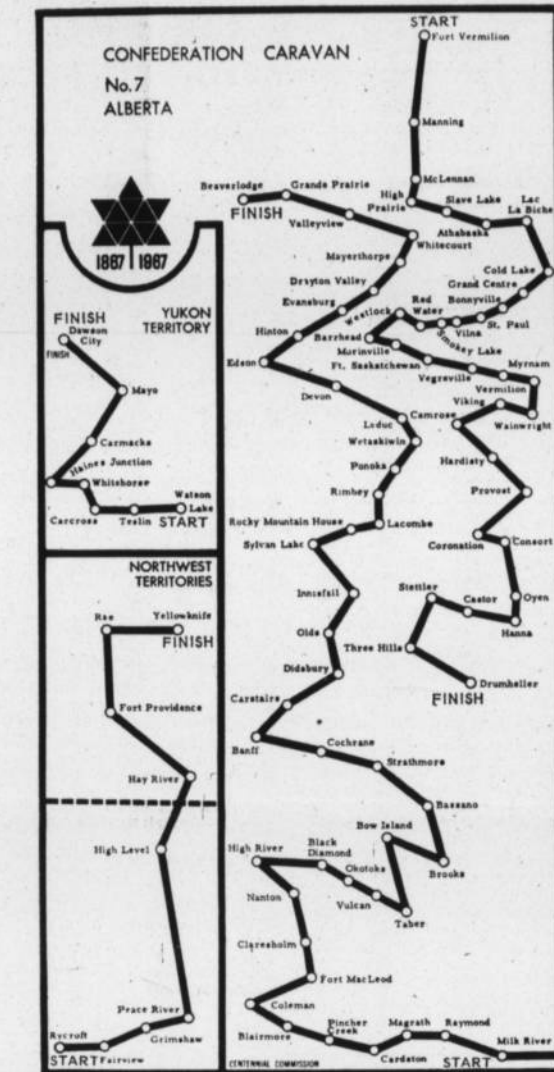 CONFEDERATION CARAVAN
No.7
ALBERTA
1867 1967
START
Fort Vermilion
Manning
McLennan
High
Prairie
Slave Lake
Athabaska
Lac
La Biche
Cold Lake
Grand Centre
Bonnyville
St. Paul
Vilna
Smokey Lake
Red
Water
Westlock
Barrhead
Morinville
Ft. Saskatchewan
Vegreville
Myrnam
Vermilion
Wainwright
Viking
Camrose
Hardisty
Provost
Coronation
Consort
Oyen
Hanna
Castor
Stettler
Three Hills
Drumheller
FINISH
Beaverlodge
FINISH
Grande Prairie
Valleyview
Whitecourt
Mayerthorpe
Drayton Valley
Evansburg
Hinton
Edson
Devon
Leduc
Wetaskiwin
Ponoka
Rimbey
Lacombe
Rocky Mountain House
Sylvan Lake
Innisfail
Olds
Didsbury
Carstairs
Banff
Cochrane
Strathmore
Bassano
Brooks
Bow Island
Taber
Vulcan
Okotoks
Black
Diamond
High River
Nanton
Claresholm
Fort MacLeod
Coleman
Blairmore
Pincher
Creek
Cardston
Magrath
Raymond
Milk River
START
CENTENNIAL COMMISSION
YUKON
TERRITORY
FINISH
Dawson
City
FINISH
Mayo
Carmacks
Haines Junction
Whitehorse
Carcross
Teslin
Watson
Lake
START
NORTHWEST
TERRITORIES
Rae
Yellowknife
FINISH
Fort Providence
Hay River
High Level
Peace River
Grimshaw
Fairview
Rycroft
START